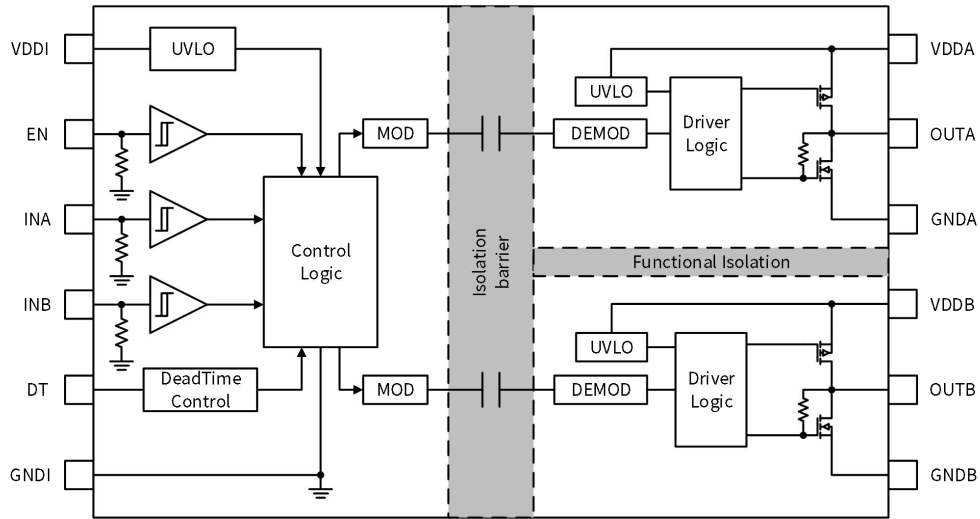 VDDI
UVLO
EN
INA
INB
DT
DeadTime
Control
GNDI
Control
Logic
MOD
MOD
Isolation
barrier
UVLO
DEMOD
Driver
Logic
VDDA
OUTA
GNDA
Functional Isolation
UVLO
DEMOD
Driver
Logic
VDDB
OUTB
GNDB